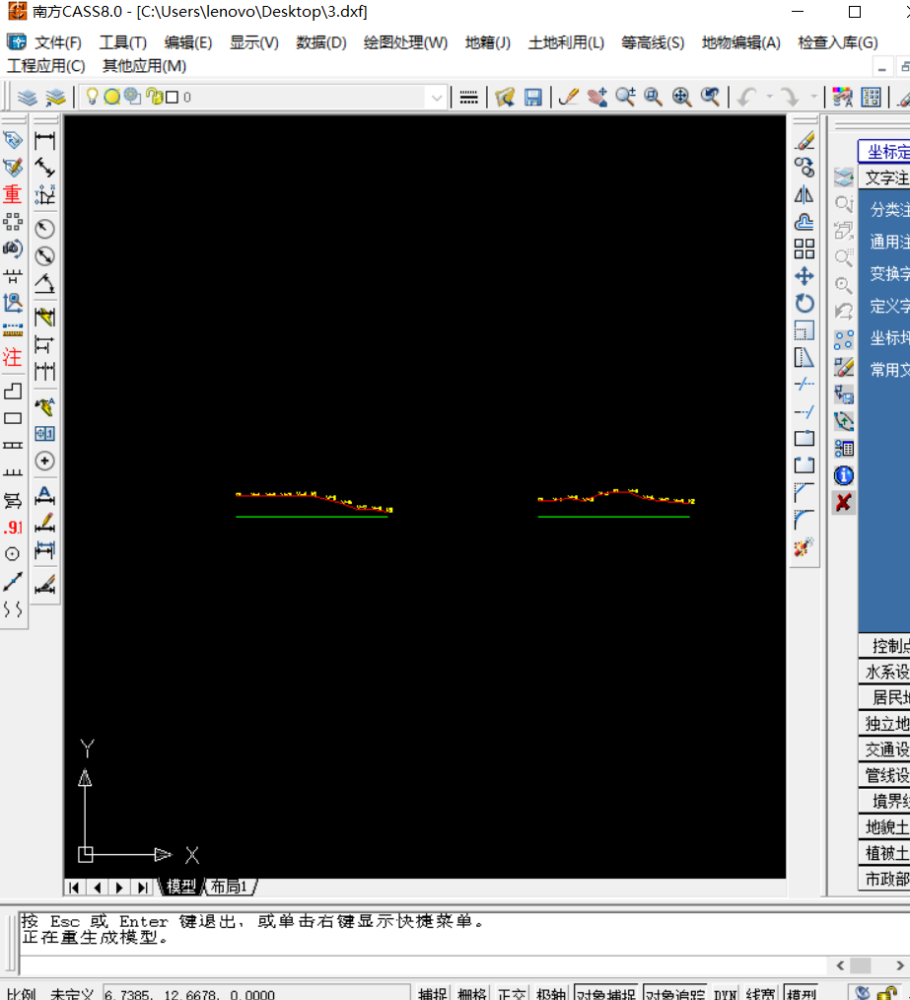 南方CASS8.0 - [C:\Users\lenovo\Desktop\3.dxf]
文件(F) 工具(T) 编辑(E) 显示(V) 数据(D) 绘图处理(W) 地籍(J) 土地利用(L) 等高线(S) 地物编辑(A) 检查入库(G)
工程应用(C) 其他应用(M)
0
重
注
.91
坐标定
文字注
分类注
通用注
变换字
定义字
坐标坪
常用文
控制点
水系设
居民地
独立地
交通设
管线设
境界线
地貌土
植被土
市政部
Y
X
模型 布局1
按 Esc 或 Enter 键退出，或单击右键显示快捷菜单。
正在重生成模型。
比例 未定义 6.7385, 12.6678, 0.0000 捕捉 栅格 正交 极轴 对象捕捉 对象追踪 DYN 线宽 模型